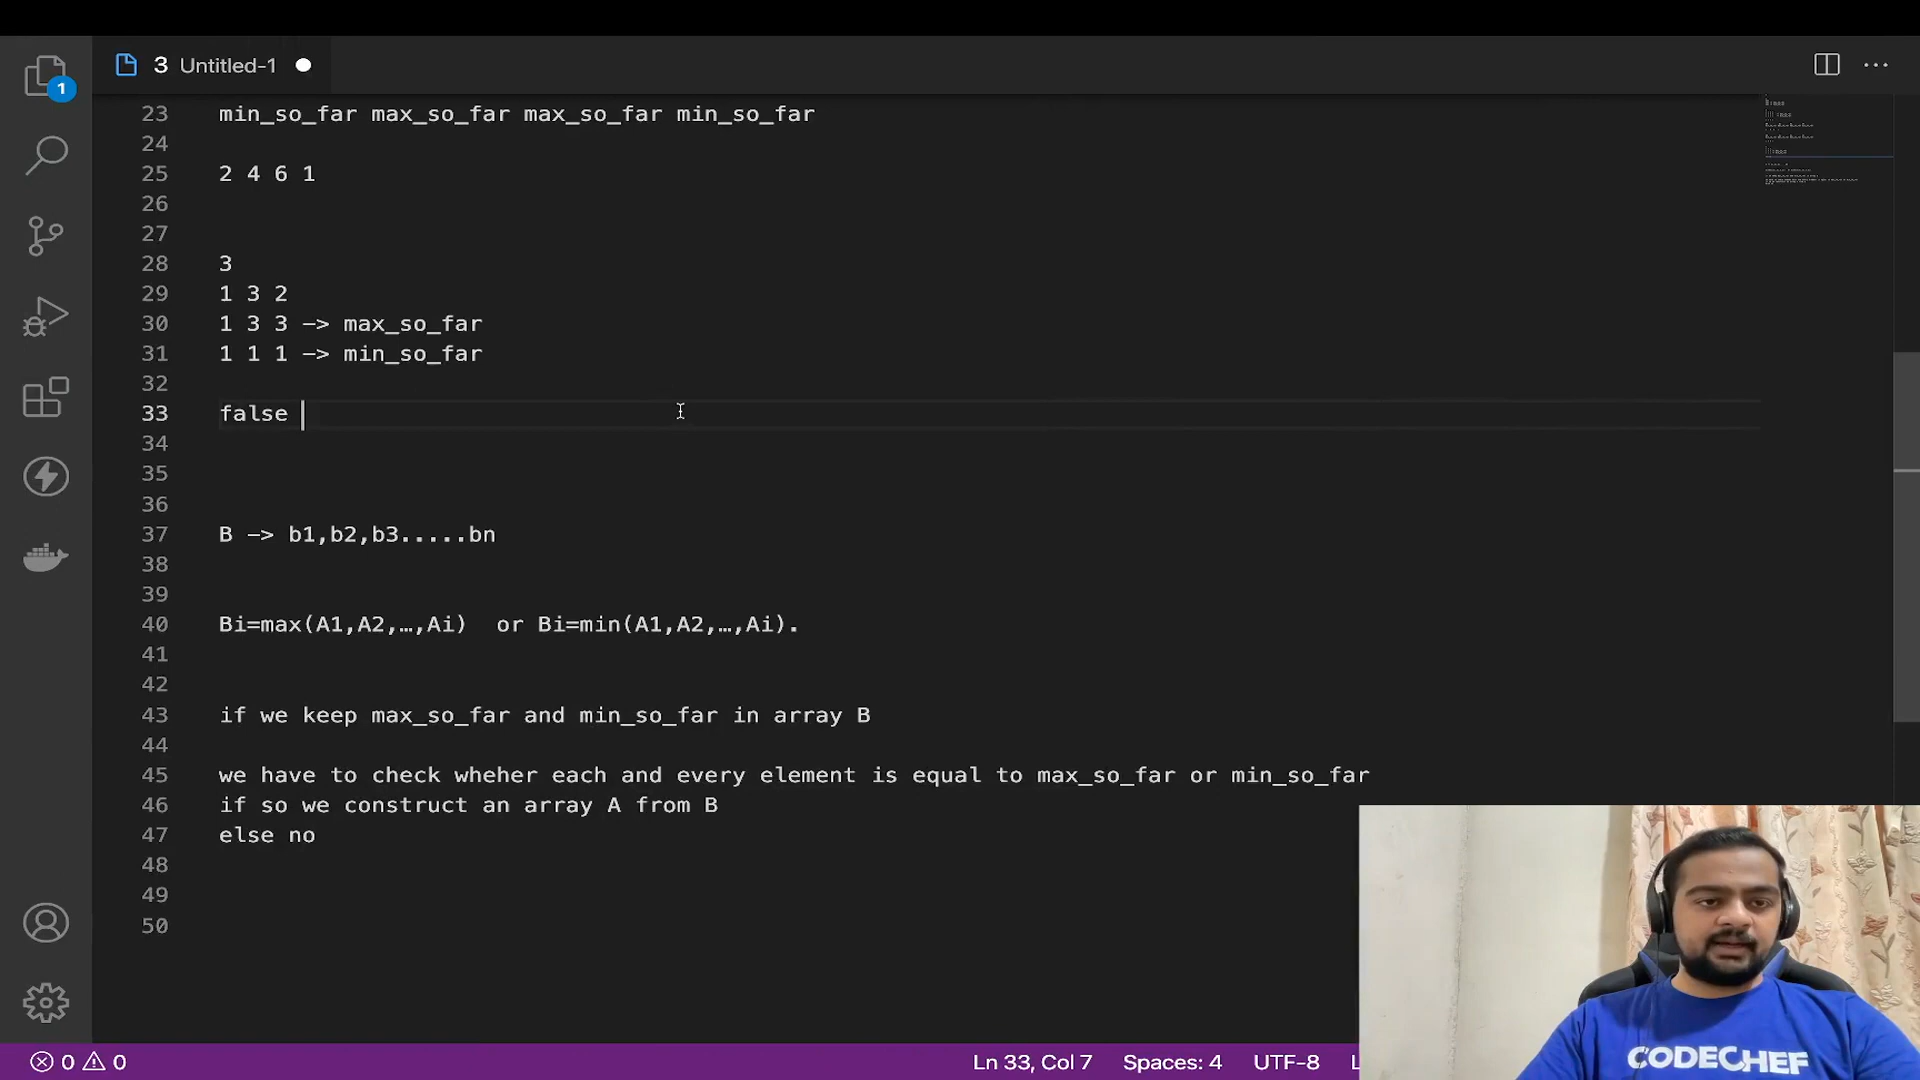 1
3 Untitled-1
23 min_so_far max_so_far max_so_far min_so_far
24
25 2 4 6 1
26
27
28 3
29 1 3 2
30 1 3 3 —> max_so_far
31 1 1 1 —> min_so_far
32
33 false
34
35
36
37 B —> b1,b2,b3.....bn
38
39
40 Bi=max(A1,A2,…,Ai) or Bi=min(A1,A2,…,Ai).
41
42
43 if we keep max_so_far and min_so_far in array B
44
45 we have to check wheher each and every element is equal to max_so_far or min_so_far
46 if so we construct an array A from B
47 else no
48
49
50
CODECHEF
0 0 Ln 33, Col 7 Spaces: 4 UTF-8 L